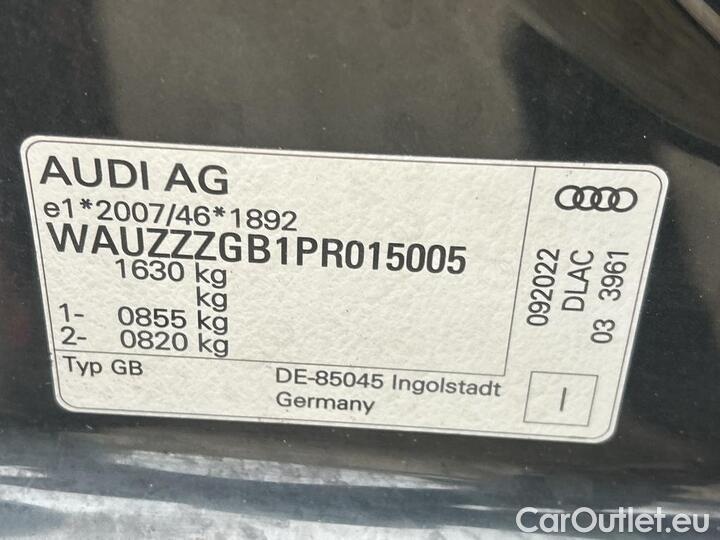 AUDI AG
e1*2007/46*1892
WAUZZZGB1PR015005
1630 kg
kg
1- 0855 kg
2- 0820 kg
Typ GB
DE-85045 Ingolstadt
Germany
092022
DLAC
03 3961
I
CarOutlet.eu